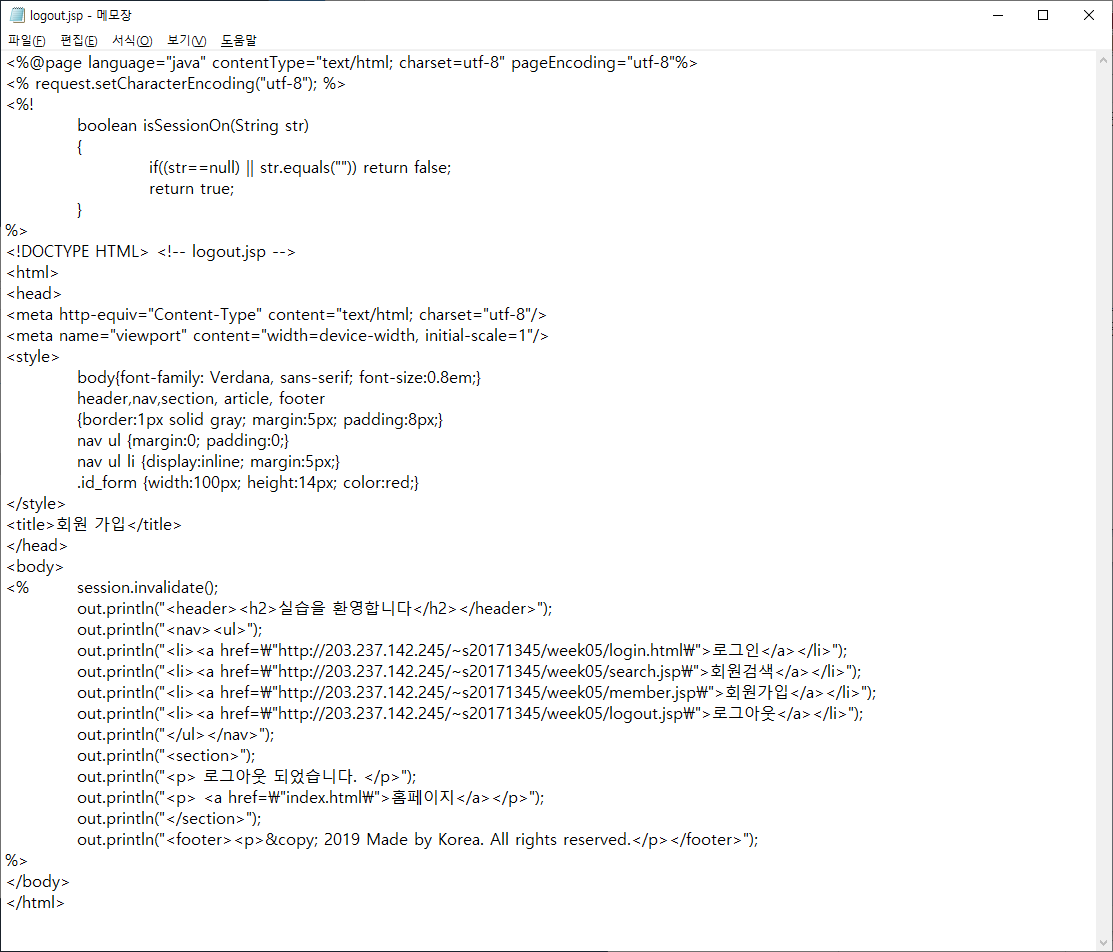 logout.jsp - 메모장
파일(F) 편집(E) 서식(O) 보기(V) 도움말
<%@page language="java" contentType="text/html; charset=utf-8" pageEncoding="utf-8"%>
<% request.setCharacterEncoding("utf-8"); %>
<%!
boolean isSessionOn(String str)
{
if((str==null) || str.equals("")) return false;
return true;
}
%>
<!DOCTYPE HTML> <!-- logout.jsp -->
<html>
<head>
<meta http-equiv="Content-Type" content="text/html; charset="utf-8"/>
<meta name="viewport" content="width=device-width, initial-scale=1"/>
<style>
body{font-family: Verdana, sans-serif; font-size:0.8em;}
header,nav,section, article, footer
{border:1px solid gray; margin:5px; padding:8px;}
nav ul {margin:0; padding:0;}
nav ul li {display:inline; margin:5px;}
.id_form {width:100px; height:14px; color:red;}
</style>
<title>회원 가입</title>
</head>
<body>
<% session.invalidate();
out.println("<header><h2>실습을 환영합니다</h2></header>");
out.println("<nav><ul>");
out.println("<li><a href=₩"http://203.237.142.245/~s20171345/week05/login.html₩">로그인</a></li>");
out.println("<li><a href=₩"http://203.237.142.245/~s20171345/week05/search.jsp₩">회원검색</a></li>");
out.println("<li><a href=₩"http://203.237.142.245/~s20171345/week05/member.jsp₩">회원가입</a></li>");
out.println("<li><a href=₩"http://203.237.142.245/~s20171345/week05/logout.jsp₩">로그아웃</a></li>");
out.println("</ul></nav>");
out.println("<section>");
out.println("<p> 로그아웃 되었습니다. </p>");
out.println("<p> <a href=₩"index.html₩">홈페이지</a></p>");
out.println("</section>");
out.println("<footer><p>&copy; 2019 Made by Korea. All rights reserved.</p></footer>");
%>
</body>
</html>